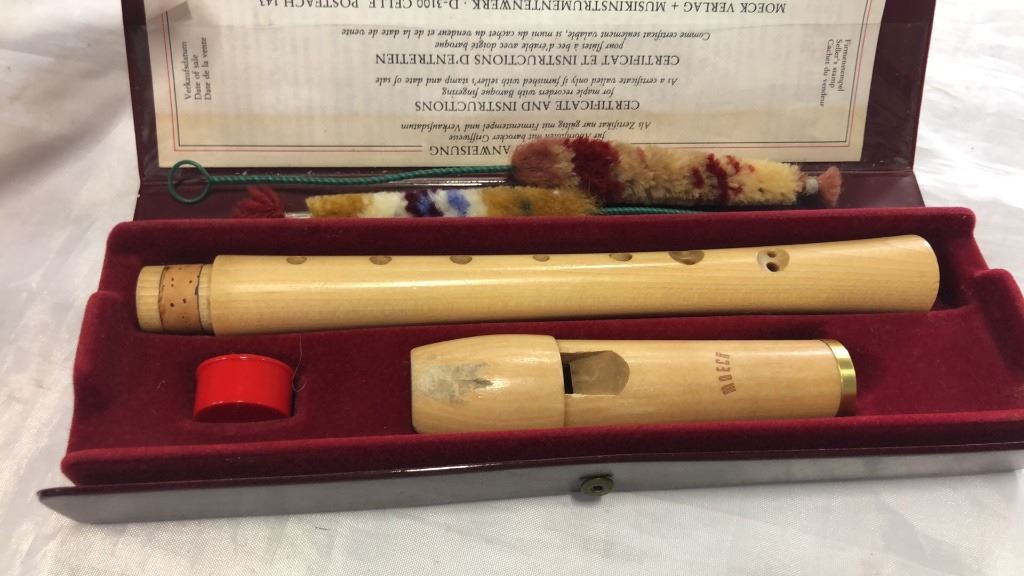 ANWEISUNG
für Ahornflöten mit barocker Griffweise
Als Zertifikat nur gültig mit Firmenstempel und Verkaufsdatum
CERTIFICATE AND INSTRUCTIONS
for maple recorders with Baroque fingering
As a certificate valied only if furnished with seller's stamp and date of sale
CERTIFICAT ET INSTRUCTIONS D'ENTRETIEN
pour flûtes à bec d'érable avec doigté baroque
Comme certificat seulement valable, si muni du cachet du vendeur et de la date de vente
MOECK VERLAG + MUSIKINSTRUMENTENWERK · D-3100 CELLE POSTFACH 143
Firmenstempel
Seller's stamp
Cachet du vendeur
Verkaufsdatum
Date of sale
Date de la vente
MOECK